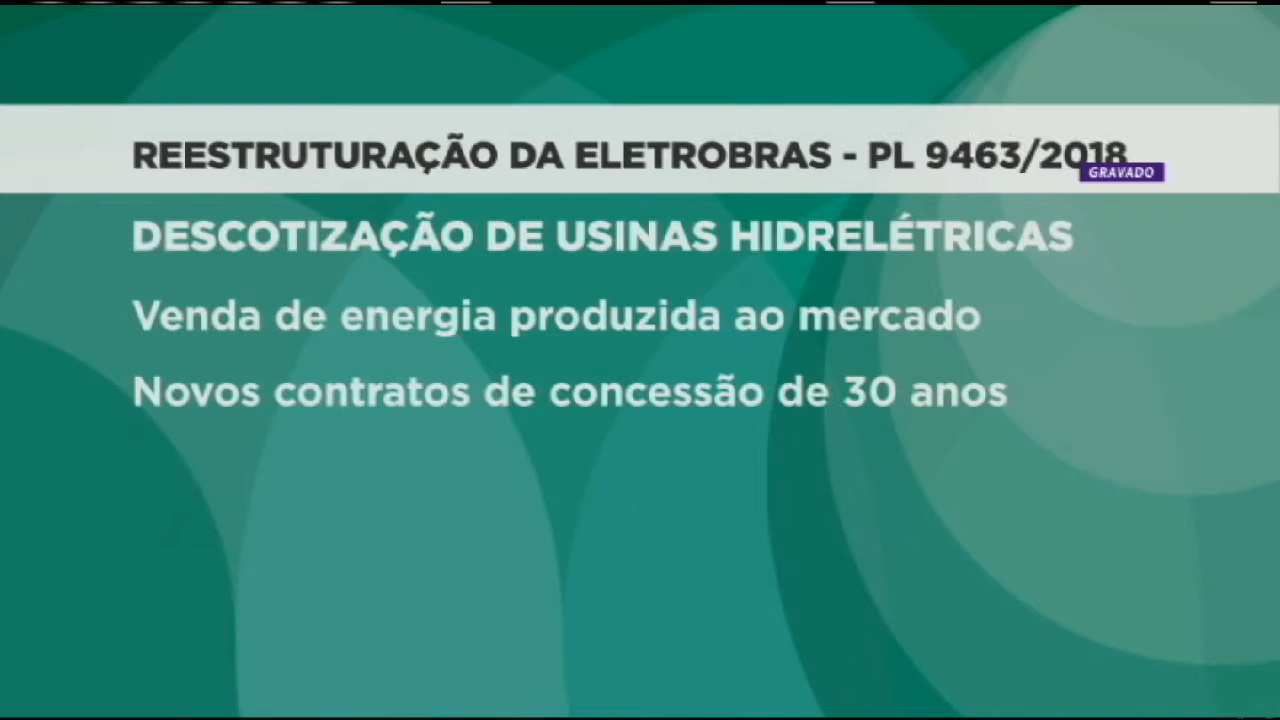 REESTRUTURAÇÃO DA ELETROBRAS - PL 9463/2018
GRAVADO
DESCOTIZAÇÃO DE USINAS HIDRELÉTRICAS
Venda de energia produzida ao mercado
Novos contratos de concessão de 30 anos